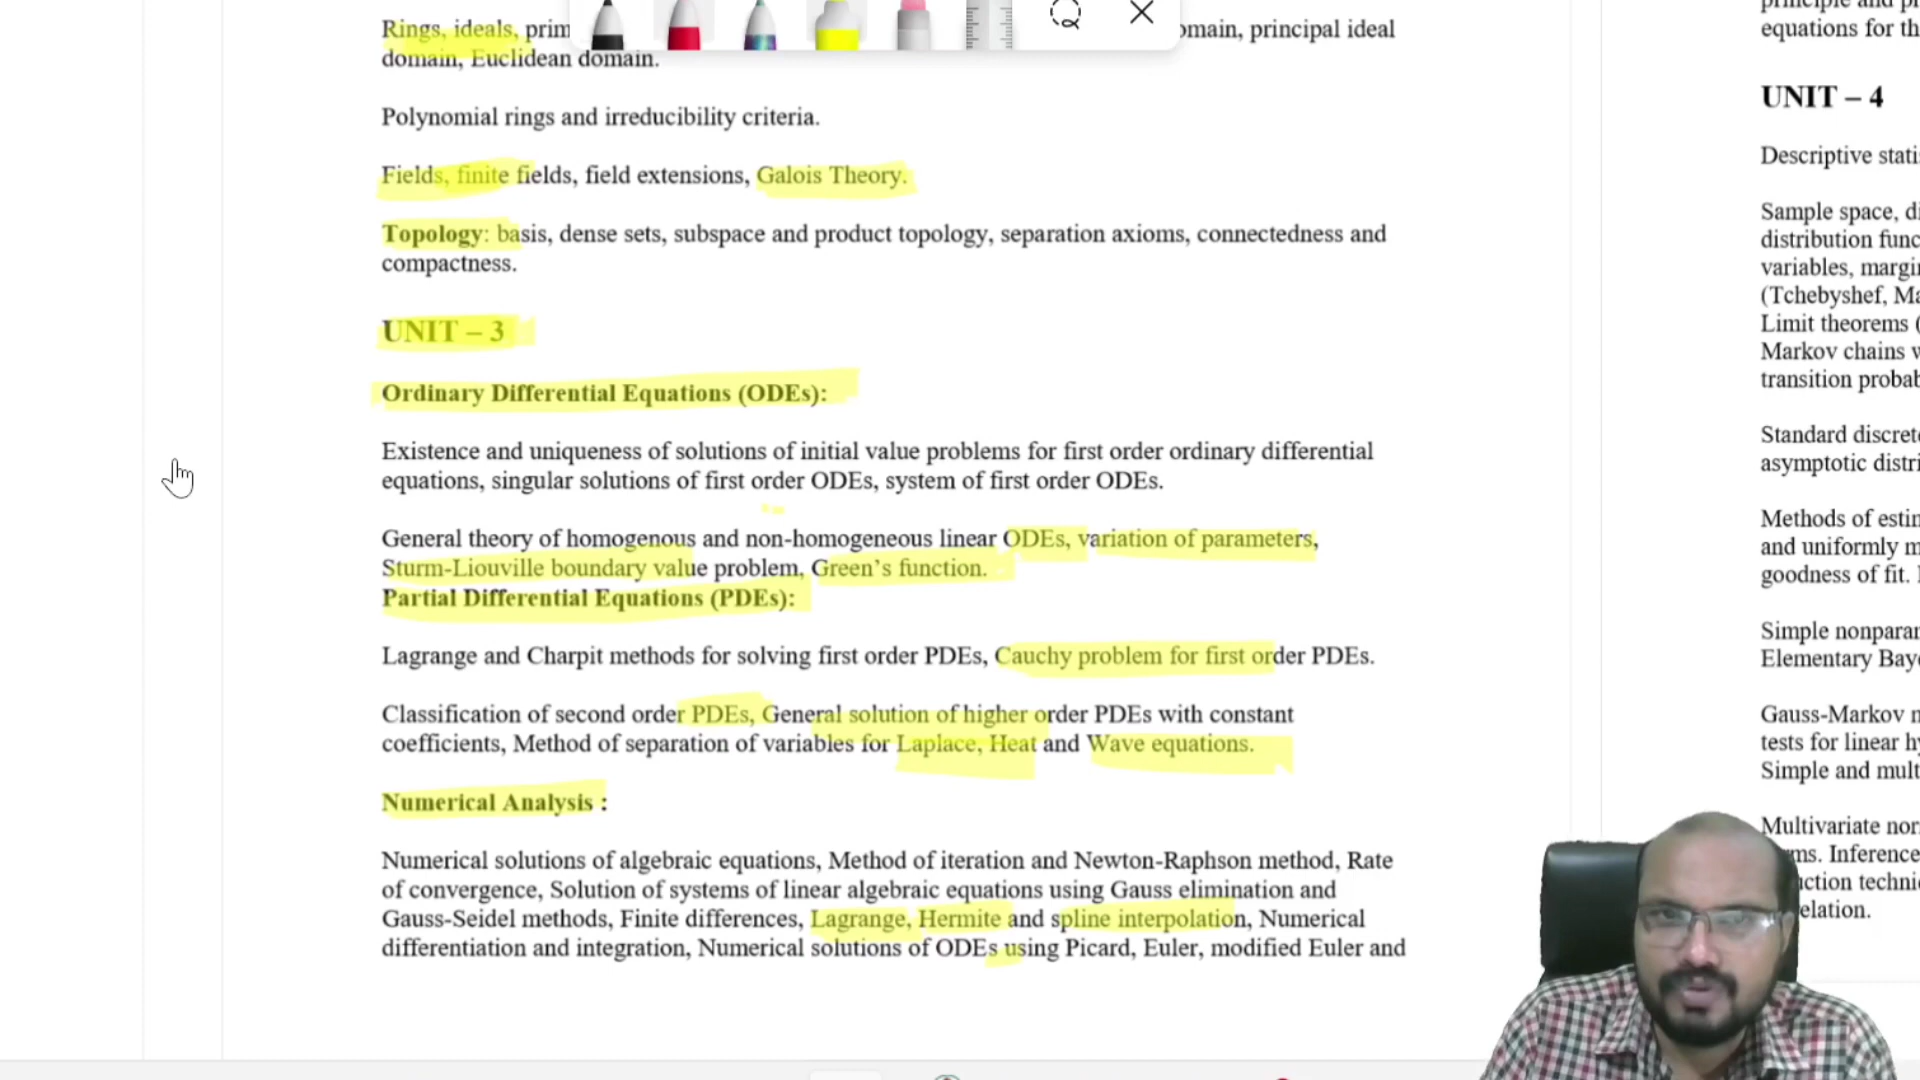 Rings, ideals, prim
omain, principal ideal
domain, Euclidean domain.
Polynomial rings and irreducibility criteria.
Fields, finite fields, field extensions, Galois Theory.
Topology: basis, dense sets, subspace and product topology, separation axioms, connectedness and
compactness.
UNIT – 3
Ordinary Differential Equations (ODEs):
Existence and uniqueness of solutions of initial value problems for first order ordinary differential
equations, singular solutions of first order ODEs, system of first order ODEs.
General theory of homogenous and non-homogeneous linear ODEs, variation of parameters,
Sturm-Liouville boundary value problem, Green’s function.
Partial Differential Equations (PDEs):
Lagrange and Charpit methods for solving first order PDEs, Cauchy problem for first order PDEs.
Classification of second order PDEs, General solution of higher order PDEs with constant
coefficients, Method of separation of variables for Laplace, Heat and Wave equations.
Numerical Analysis :
Numerical solutions of algebraic equations, Method of iteration and Newton-Raphson method, Rate
of convergence, Solution of systems of linear algebraic equations using Gauss elimination and
Gauss-Seidel methods, Finite differences, Lagrange, Hermite and spline interpolation, Numerical
differentiation and integration, Numerical solutions of ODEs using Picard, Euler, modified Euler and
equations for th
UNIT – 4
Descriptive stati
Sample space, di
distribution func
variables, margin
(Tchebyshef, Ma
Limit theorems (
Markov chains w
transition probab
Standard discrete
asymptotic distri
Methods of estim
and uniformly m
goodness of fit.
Simple nonparan
Elementary Baye
Gauss-Markov m
tests for linear hy
Simple and mult
Multivariate nor
ms. Inference
ction techni
elation.